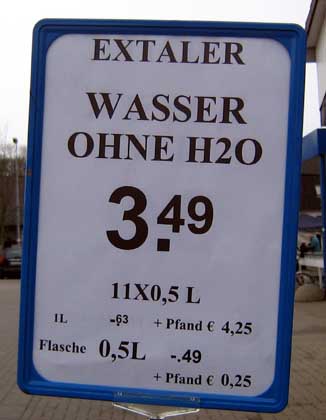 EXTALER
WASSER
OHNE H2O
3.49
11X0,5 L
1L -63 + Pfand € 4,25
Flasche 0,5L -.49
+ Pfand € 0,25